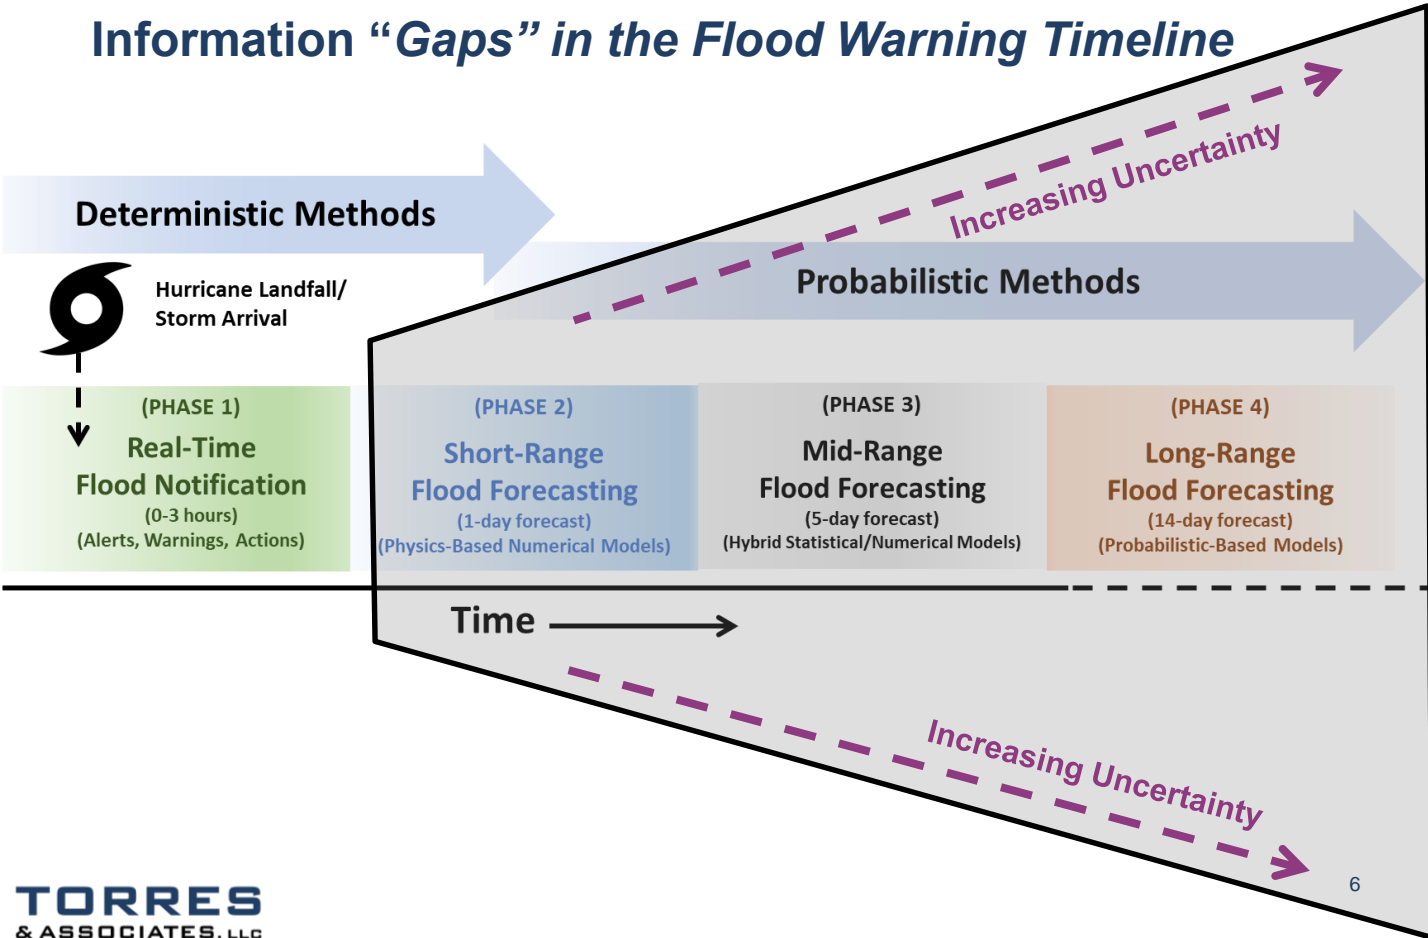 Information “Gaps” in the Flood Warning Timeline
Increasing Uncertainty
Deterministic Methods
Probabilistic Methods
Hurricane Landfall/
Storm Arrival
(PHASE 1)
Real-Time
Flood Notification
(0-3 hours)
(Alerts, Warnings, Actions)
(PHASE 2)
Short-Range
Flood Forecasting
(1-day forecast)
(Physics-Based Numerical Models)
(PHASE 3)
Mid-Range
Flood Forecasting
(5-day forecast)
(Hybrid Statistical/Numerical Models)
(PHASE 4)
Long-Range
Flood Forecasting
(14-day forecast)
(Probabilistic-Based Models)
Time
Increasing Uncertainty
TORRES
& ASSOCIATES, LLC
6